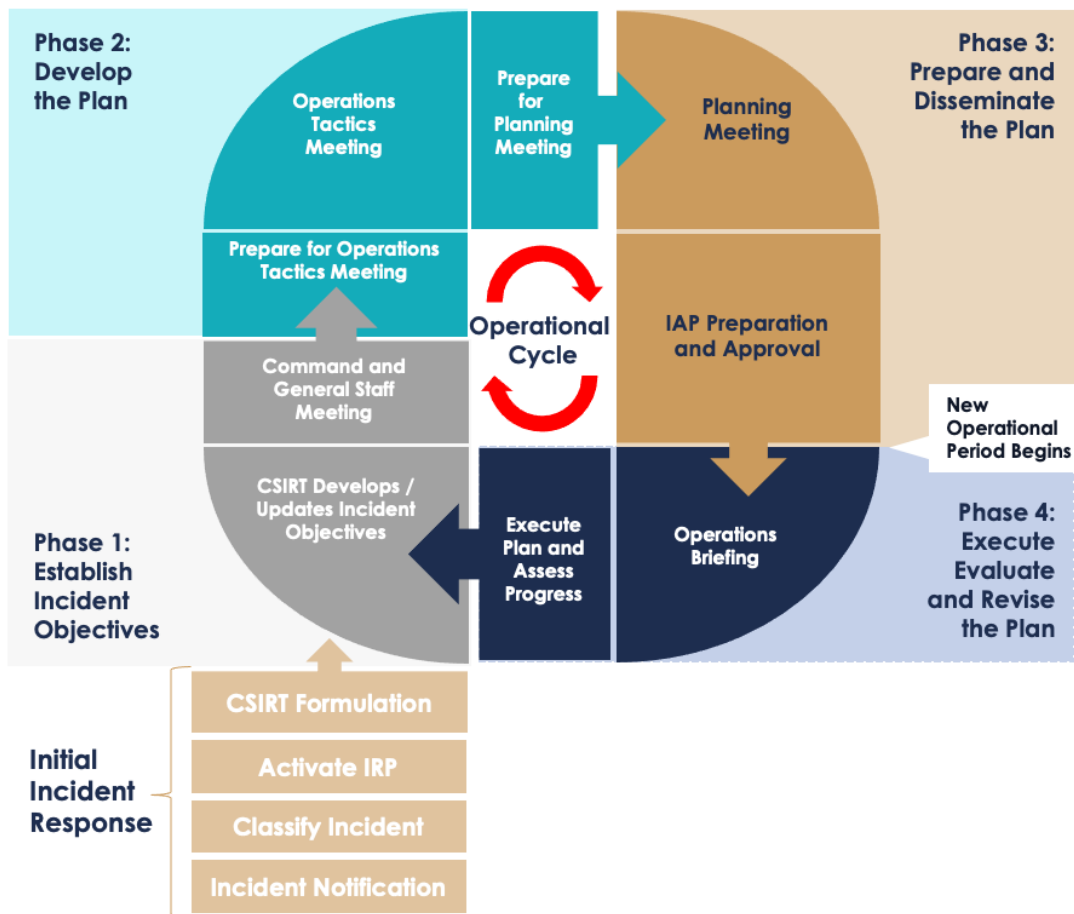 Phase 2:
Develop
the Plan
Operations
Tactics
Meeting
Prepare
for
Planning
Meeting
Planning
Meeting
Phase 3:
Prepare and
Disseminate
the Plan
Prepare for Operations
Tactics Meeting
Operational
Cycle
IAP Preparation
and Approval
Command and
General Staff
Meeting
New
Operational
Period Begins
Phase 1:
Establish
Incident
Objectives
CSIRT Develops /
Updates Incident
Objectives
Execute
Plan and
Assess
Progress
Operations
Briefing
Phase 4:
Execute
Evaluate
and Revise
the Plan
Initial
Incident
Response
CSIRT Formulation
Activate IRP
Classify Incident
Incident Notification